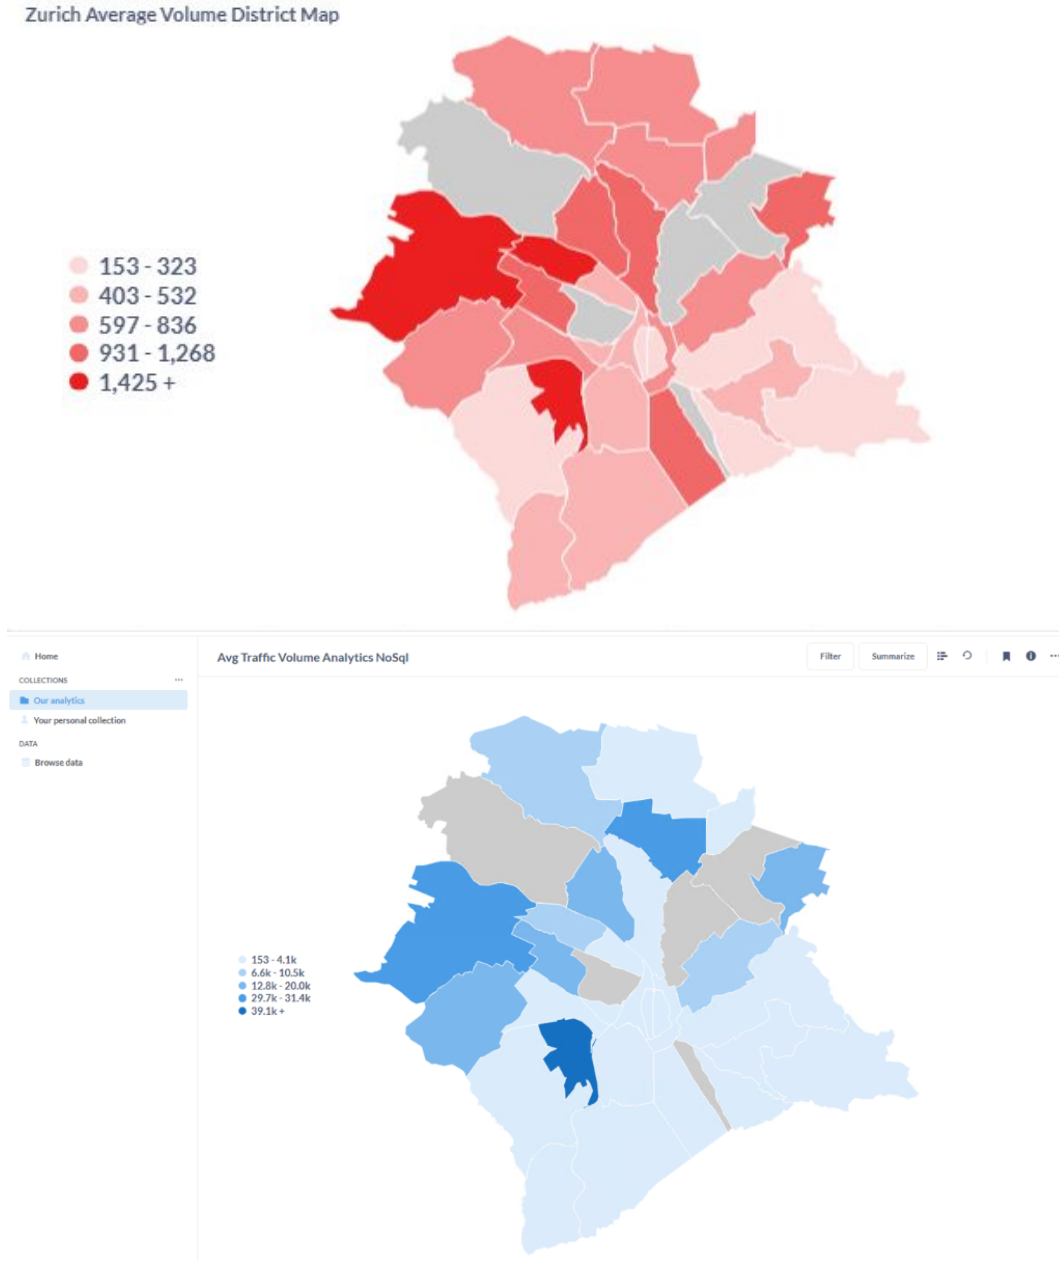 Zurich Average Volume District Map
153 - 323
403 - 532
597 - 836
931 - 1,268
1,425 +
Home
COLLECTIONS
Our analytics
Your personal collection
DATA
Browse data
Avg Traffic Volume Analytics NoSql
Filter
Summarize
153 - 4.1k
6.6k - 10.5k
12.8k - 20.0k
29.7k - 31.4k
39.1k +